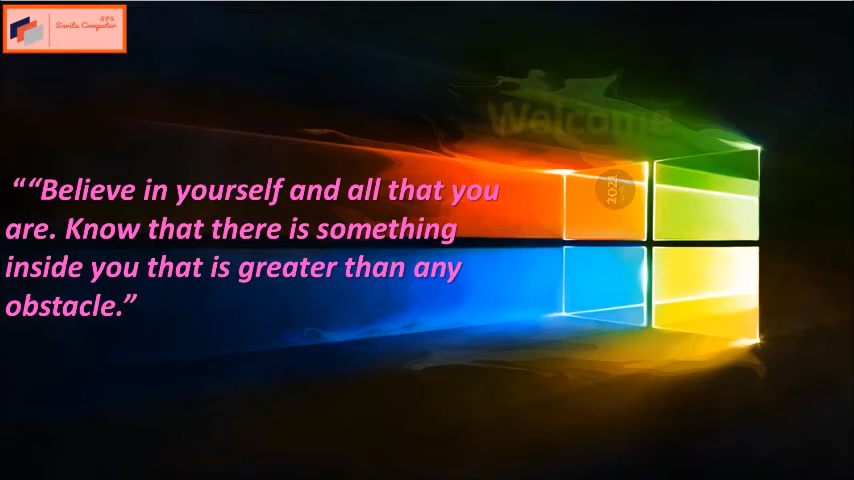 SPS
Savita Computer
Welcome
2021
““Believe in yourself and all that you
are. Know that there is something
inside you that is greater than any
obstacle.”